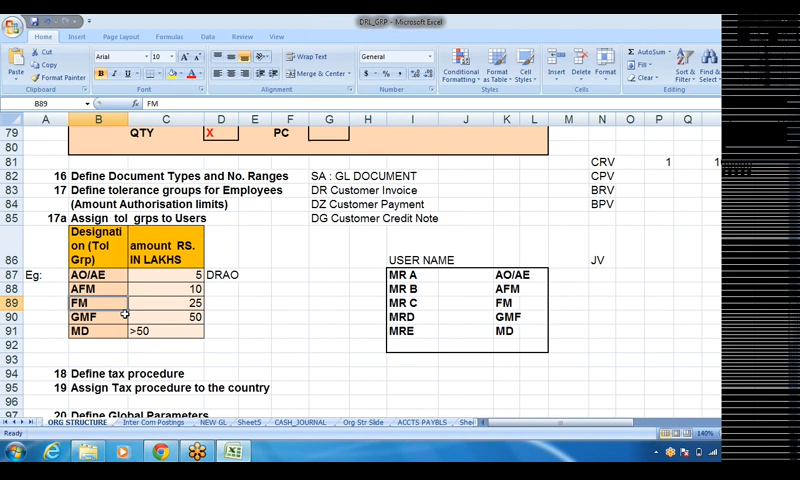 DRL_GRP - Microsoft Excel
Home Insert Page Layout Formulas Data Review View
Cut
Copy
Format Painter
Paste
Clipboard
Arial 10
Font
Wrap Text
Merge & Center
Alignment
General
Number
Conditional Formatting
Format as Table
Cell Styles
Styles
Insert Delete Format
Cells
AutoSum
Fill
Clear
Sort & Filter
Find &
B89 FM
A B C D E F G H I J K L M N O P Q
79 QTY X PC
80
81 CRV 1 1
82 16 Define Document Types and No. Ranges SA : GL DOCUMENT CPV
83 17 Define tolerance groups for Employees DR Customer Invoice BRV
84 (Amount Authorisation limits) DZ Customer Payment BPV
85 17a Assign tol grps to Users DG Customer Credit Note
86 Designati on (Tol Grp) amount RS. IN LAKHS USER NAME JV
87 Eg: AO/AE 5 DRAO MR A AO/AE
88 AFM 10 MR B AFM
89 FM 25 MR C FM
90 GMF 50 MRD GMF
91 MD >50 MRE MD
92
93
94 18 Define tax procedure
95 19 Assign Tax procedure to the country
97 20 Define Global Parameters
ORG STRUCTURE Inter Com Postings NEW GL Sheet5 CASH_JOURNAL Org Str Slide ACCTS PAYBLS Shei
Ready 140%